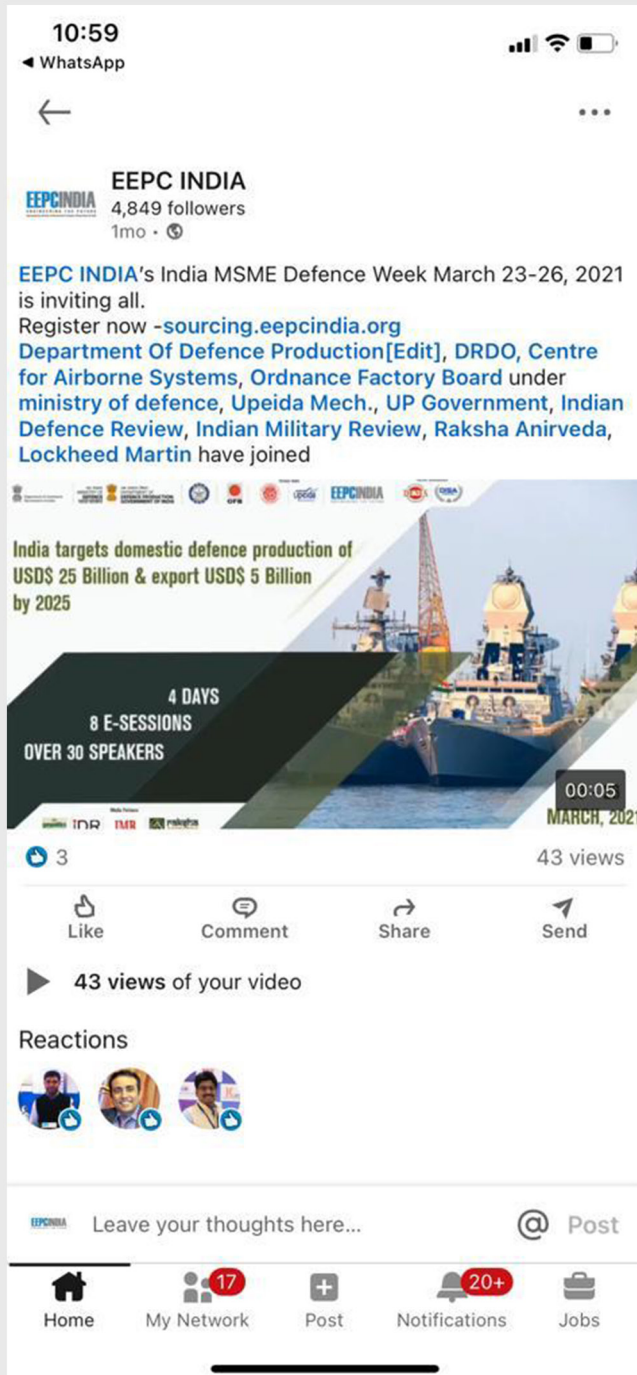 10:59
WhatsApp
EEPCINDIA
EEPC INDIA
4,849 followers
1mo •
EEPC INDIA's India MSME Defence Week March 23-26, 2021
is inviting all.
Register now -sourcing.eepcindia.org
Department Of Defence Production[Edit], DRDO, Centre
for Airborne Systems, Ordnance Factory Board under
ministry of defence, Upeida Mech., UP Government, Indian
Defence Review, Indian Military Review, Raksha Anirveda,
Lockheed Martin have joined
EEPCINDIA
India targets domestic defence production of
USD$ 25 Billion & export USD$ 5 Billion
by 2025
4 DAYS
8 E-SESSIONS
OVER 30 SPEAKERS
00:05
IDR IMR raksha
MARCH, 2021
3
43 views
Like Comment Share Send
43 views of your video
Reactions
EEPCINDIA
Leave your thoughts here...
@ Post
17
20+
Home My Network Post Notifications Jobs